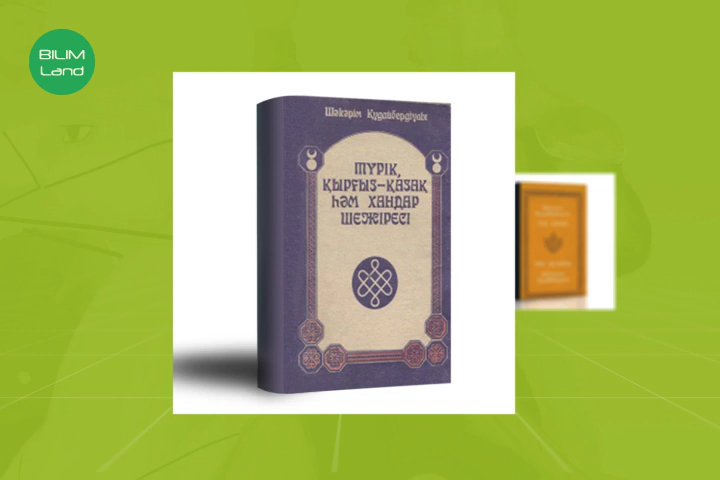 BILIM
Land
Шәкәрім Құдайбердіұлы
ТҮРІК,
ҚЫРҒЫЗ–ҚАЗАҚ
ҺӘМ ХАНДАР
ШЕЖІРЕСІ